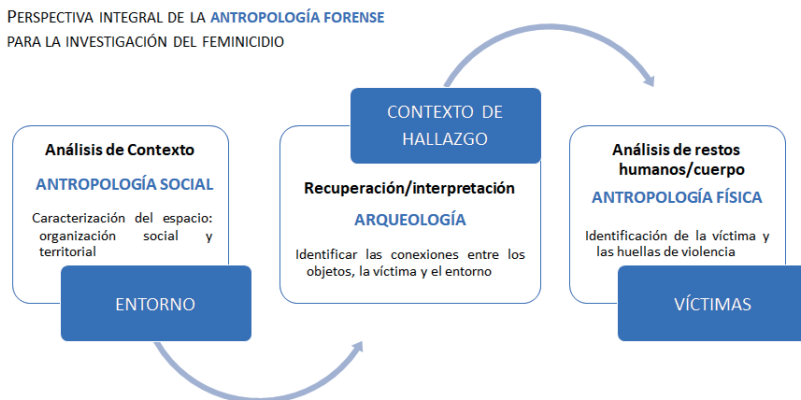 PERSPECTIVA INTEGRAL DE LA ANTROPOLOGÍA FORENSE
PARA LA INVESTIGACIÓN DEL FEMINICIDIO
Análisis de Contexto
ANTROPOLOGÍA SOCIAL
Caracterización del espacio:
organización social y
territorial
ENTORNO
CONTEXTO DE
HALLAZGO
Recuperación/interpretación
ARQUEOLOGÍA
Identificar las conexiones entre los
objetos, la víctima y el entorno
Análisis de restos
humanos/cuerpo
ANTROPOLOGÍA FÍSICA
Identificación de la víctima y
las huellas de violencia
VÍCTIMAS